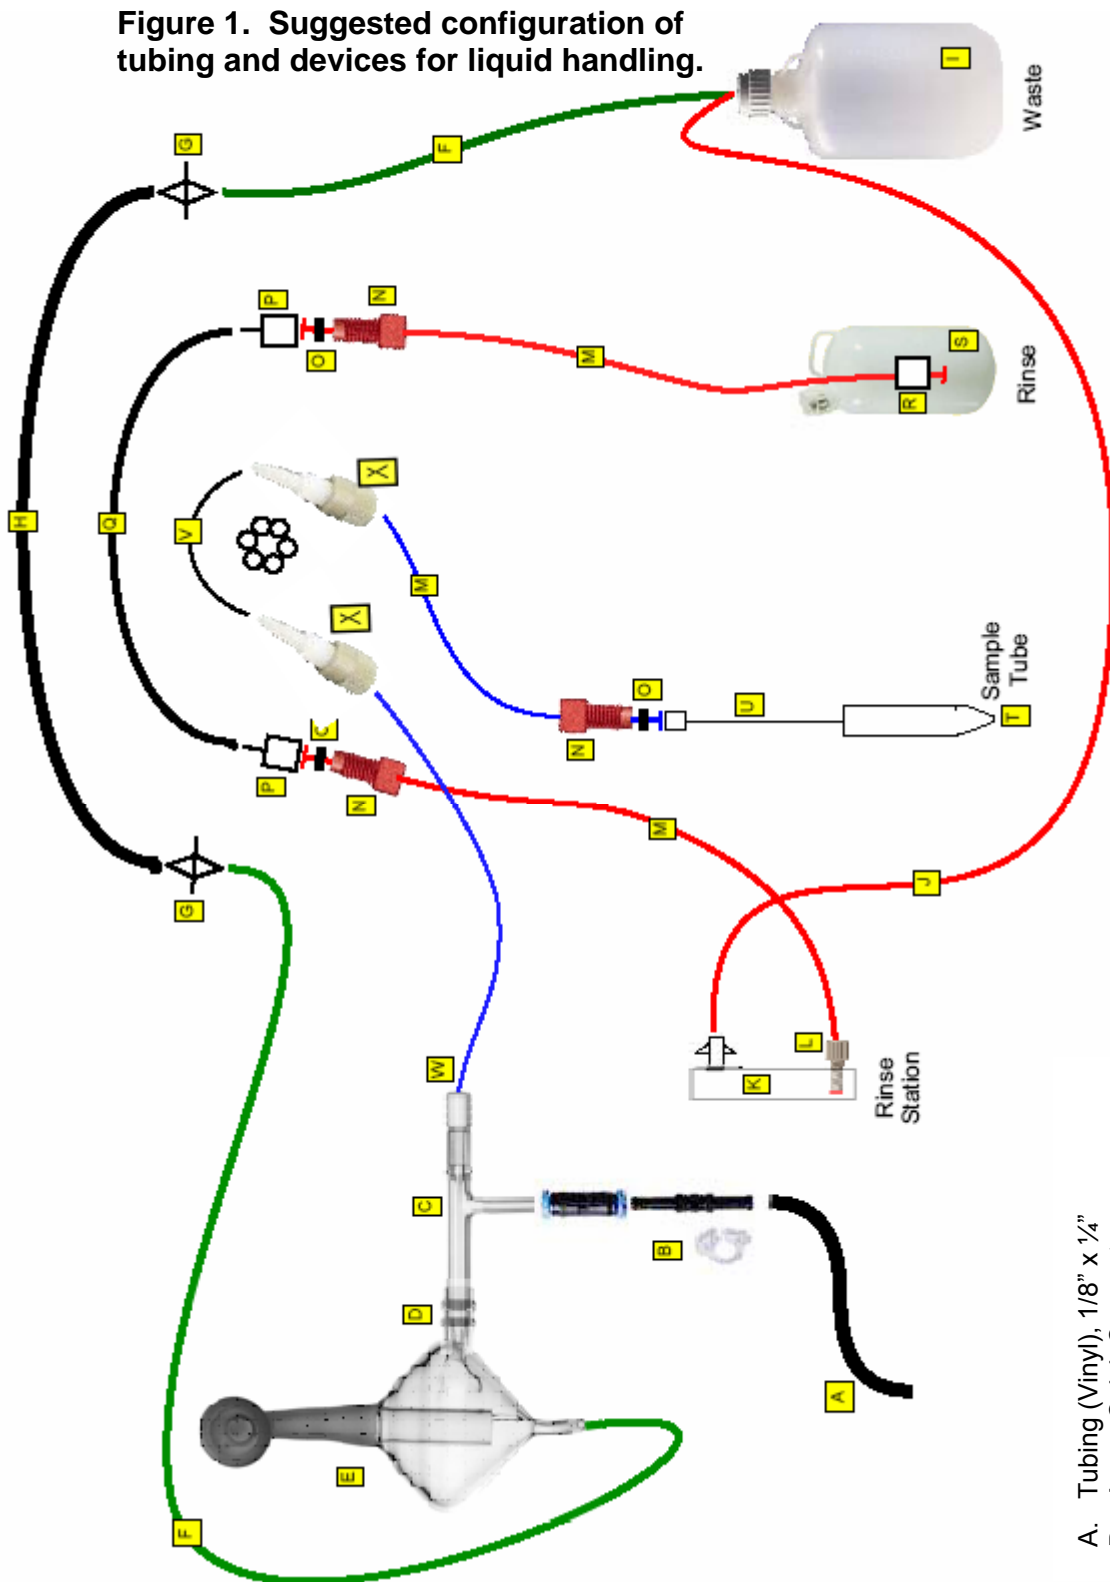 Figure 1.  Suggested configuration of
tubing and devices for liquid handling.
I
Waste
G
F
P
N
O
M
S
R
Rinse
H
Q
V
X
X
M
N
O
U
Sample
Tube
T
P
C
N
M
G
J
L
K
Rinse
Station
W
C
B
D
E
A
F
A.   Tubing (Vinyl), 1/8” x ¼”